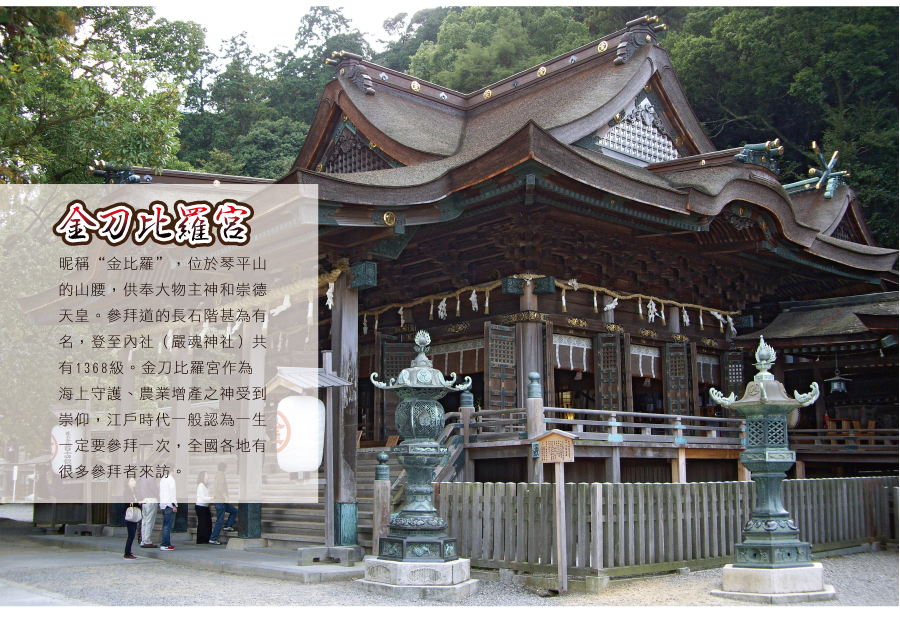 金刀比羅宮
昵稱“金比羅”，位於琴平山
的山腰，供奉大物主神和崇德
天皇。參拜道的長石階甚為有
名，登至內社（嚴魂神社）共
有1368級。金刀比羅宮作為
海上守護、農業增產之神受到
崇仰，江戶時代一般認為一生
一定要參拜一次，全國各地有
很多參拜者來訪。